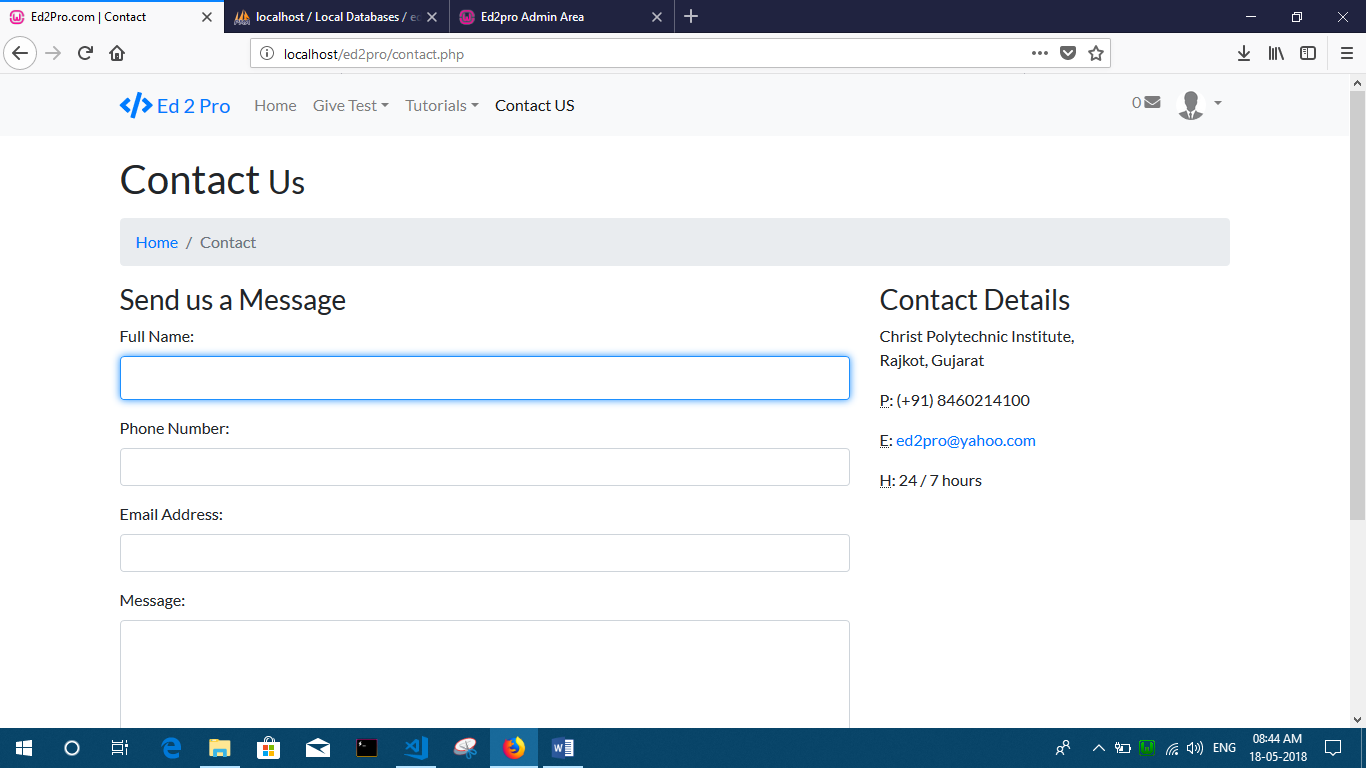 Ed2Pro.com | Contact
localhost / Local Databases / ed
Ed2pro Admin Area
localhost/ed2pro/contact.php
Ed 2 Pro
Home
Give Test
Tutorials
Contact US
0
Contact Us
Home / Contact
Send us a Message
Full Name:
Phone Number:
Email Address:
Message:
Contact Details
Christ Polytechnic Institute,
Rajkot, Gujarat
P: (+91) 8460214100
E: ed2pro@yahoo.com
H: 24 / 7 hours
ENG
08:44 AM
18-05-2018